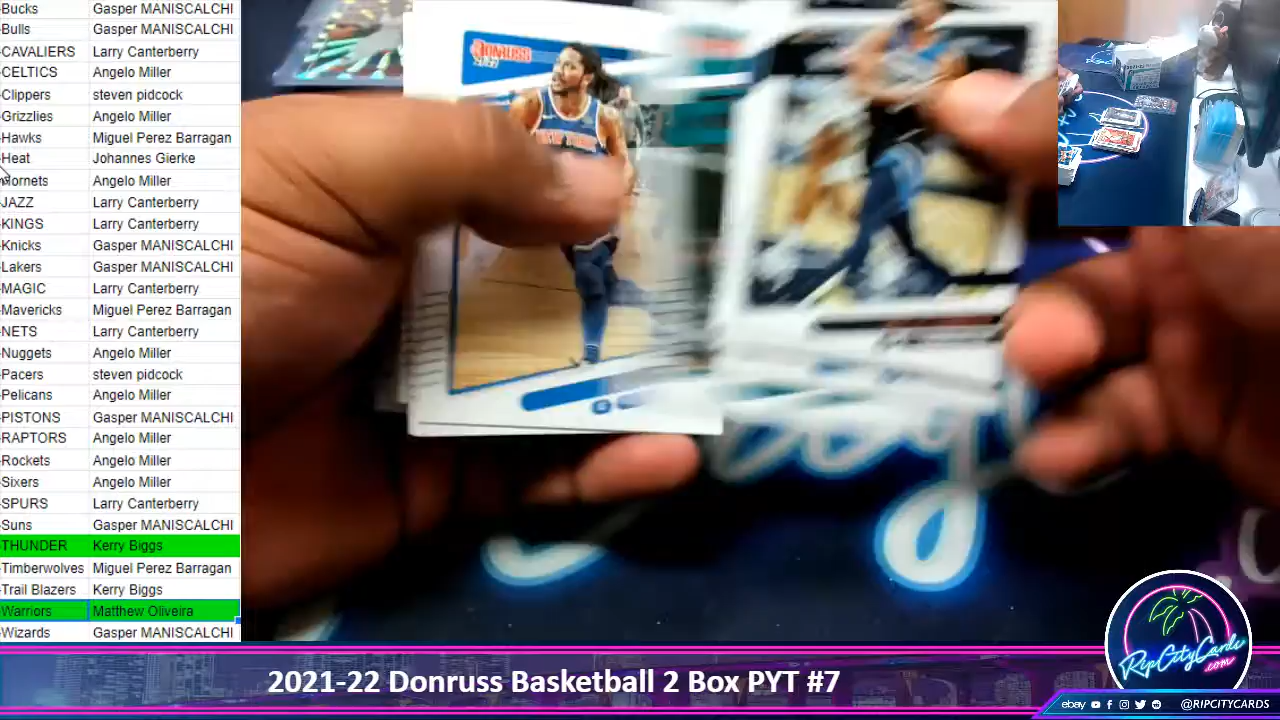 -Bucks Gasper MANISCALCHI
-Bulls Gasper MANISCALCHI
-CAVALIERS Larry Canterberry
-CELTICS Angelo Miller
-Clippers steven pidcock
-Grizzlies Angelo Miller
-Hawks Miguel Perez Barragan
-Heat Johannes Gierke
Hornets Angelo Miller
-JAZZ Larry Canterberry
-KINGS Larry Canterberry
-Knicks Gasper MANISCALCHI
-Lakers Gasper MANISCALCHI
-MAGIC Larry Canterberry
-Mavericks Miguel Perez Barragan
-NETS Larry Canterberry
-Nuggets Angelo Miller
-Pacers steven pidcock
-Pelicans Angelo Miller
-PISTONS Gasper MANISCALCHI
-RAPTORS Angelo Miller
-Rockets Angelo Miller
-Sixers Angelo Miller
-SPURS Larry Canterberry
-Suns Gasper MANISCALCHI
-THUNDER Kerry Biggs
-Timberwolves Miguel Perez Barragan
-Trail Blazers Kerry Biggs
-Warriors Matthew Oliveira
-Wizards Gasper MANISCALCHI
DONRUSS
NEW YORK
RipCityCards
.com
2021-22 Donruss Basketball 2 Box PYT #7
ebay @RIPCITYCARDS